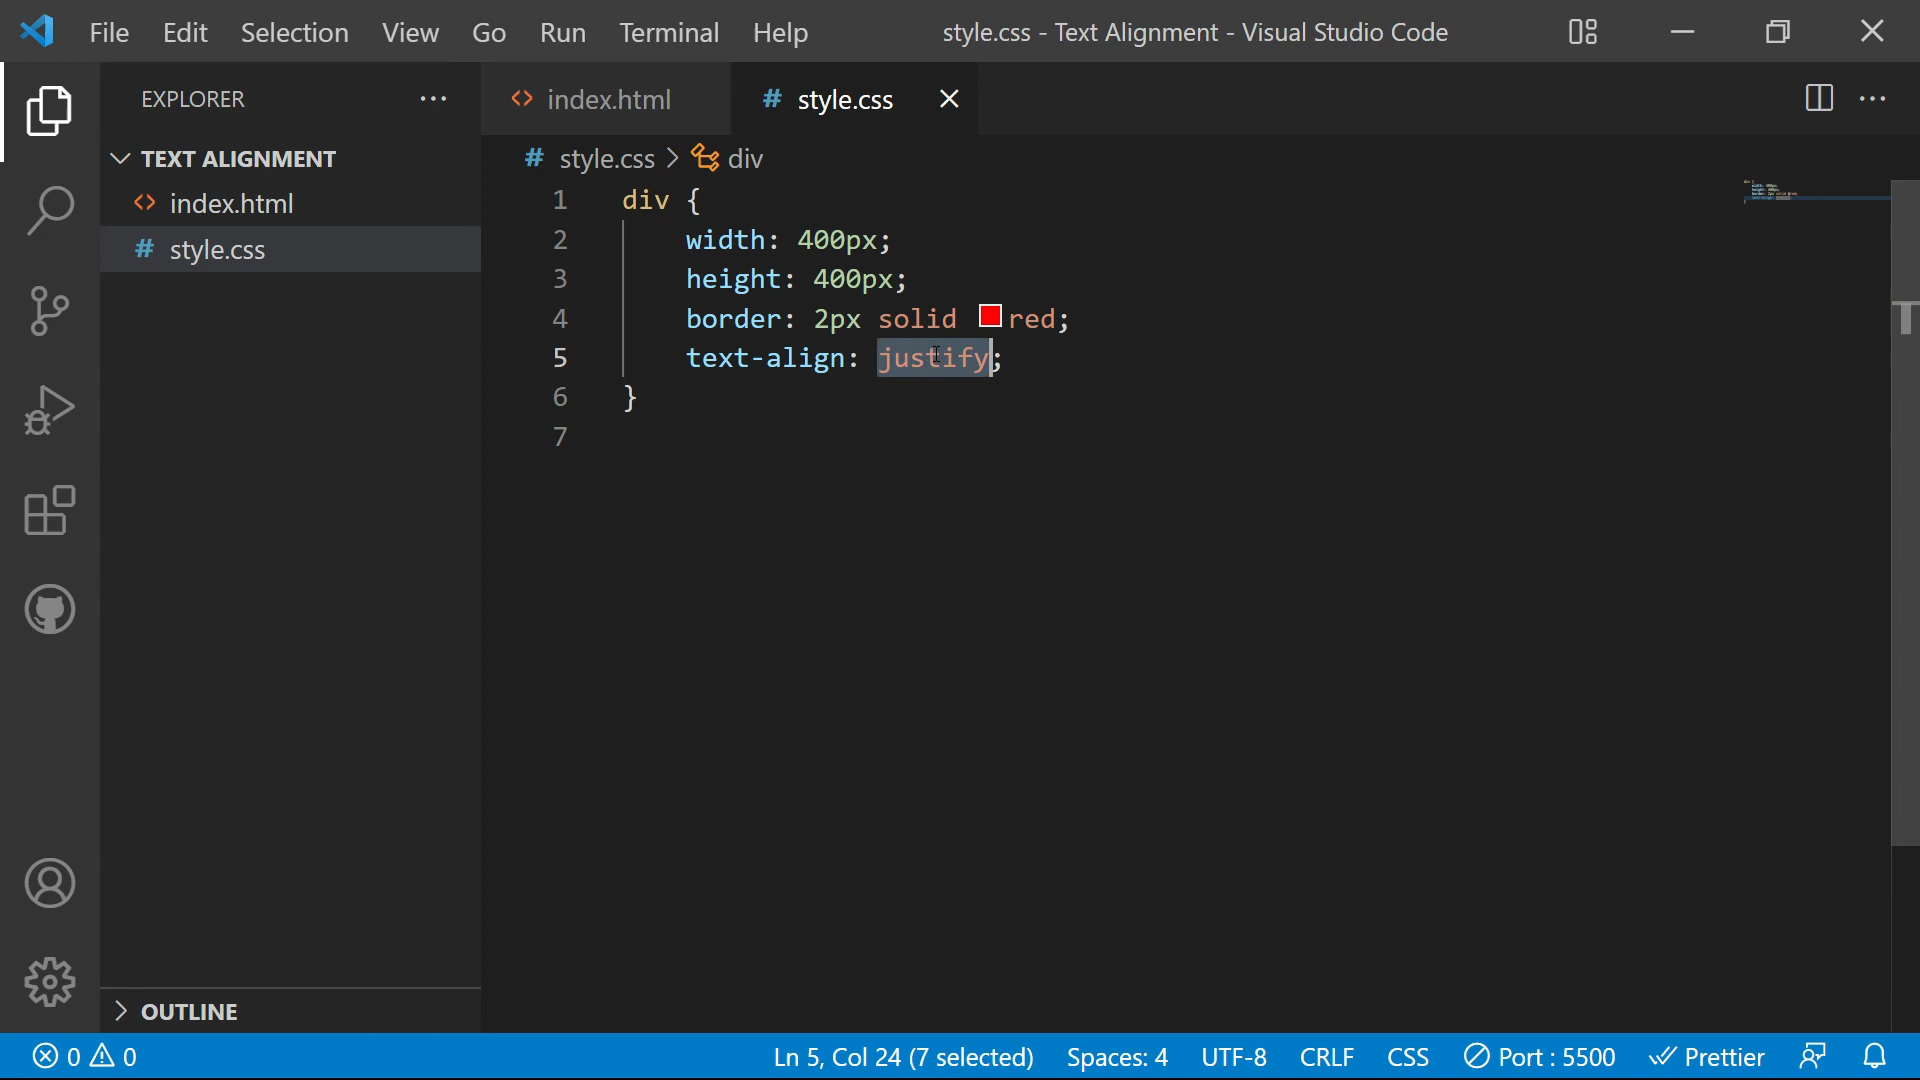 File Edit Selection View Go Run Terminal Help style.css - Text Alignment - Visual Studio Code
EXPLORER
TEXT ALIGNMENT
index.html
# style.css
OUTLINE
index.html # style.css
# style.css > div
1 div {
2 width: 400px;
3 height: 400px;
4 border: 2px solid red;
5 text-align: justify;
6 }
7
0 0 Ln 5, Col 24 (7 selected) Spaces: 4 UTF-8 CRLF CSS Port : 5500 Prettier